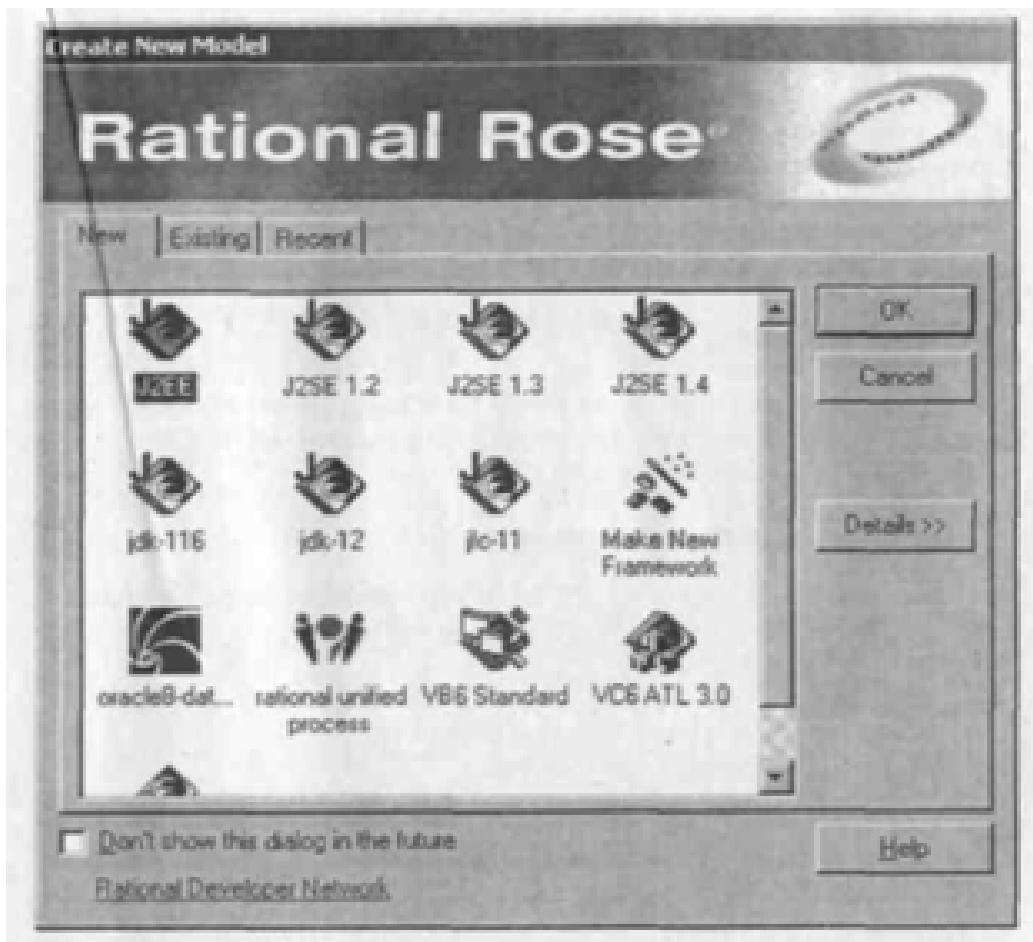 Create New Model
Rational Rose®
New Existing Recent
J2EE J2SE 1.2 J2SE 1.3 J2SE 1.4
OK
Cancel
jdk-116 jdk-12 jlc-11 Make New Framework
Details >>
oracle8-dat... rational unified process VB6 Standard VC6 ATL 3.0
Don't show this dialog in the future
Help
Rational Developer Network